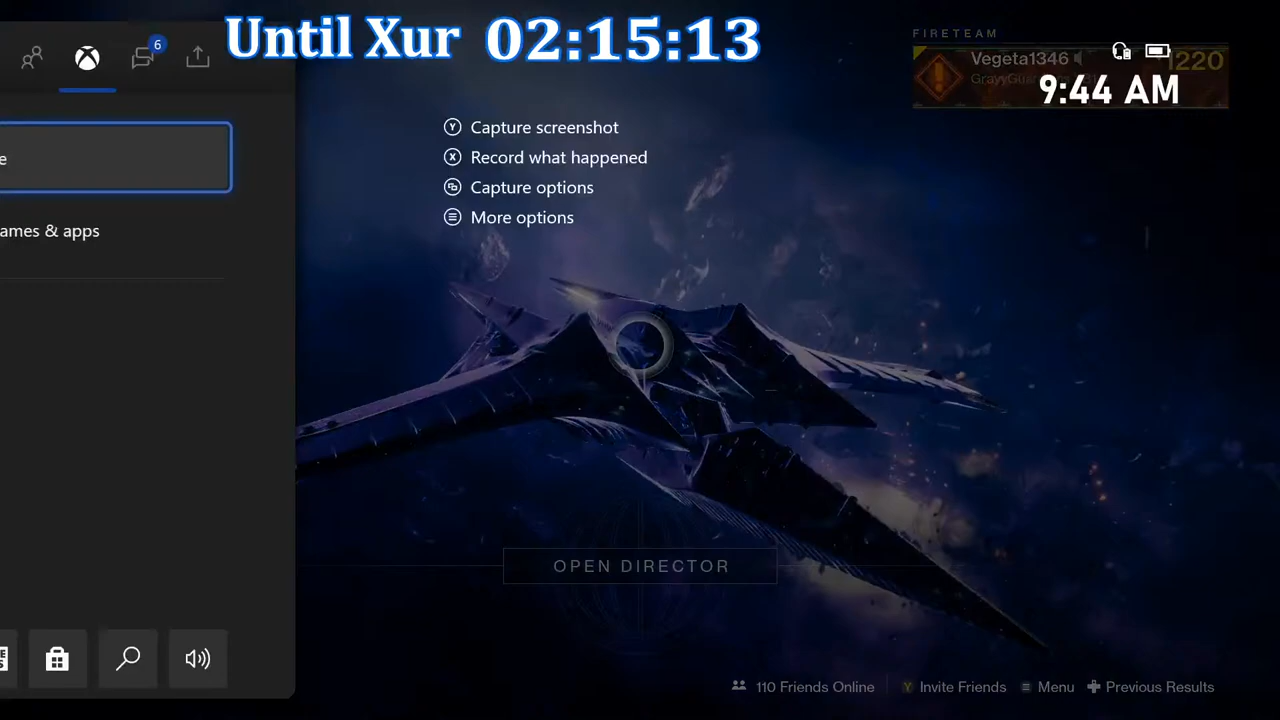 Until Xur 02:15:13
6
FIRETEAM
Vegeta1346
1220
9:44 AM
Y Capture screenshot
X Record what happened
Capture options
More options
e
ames & apps
OPEN DIRECTOR
110 Friends Online
Y Invite Friends
Menu
Previous Results